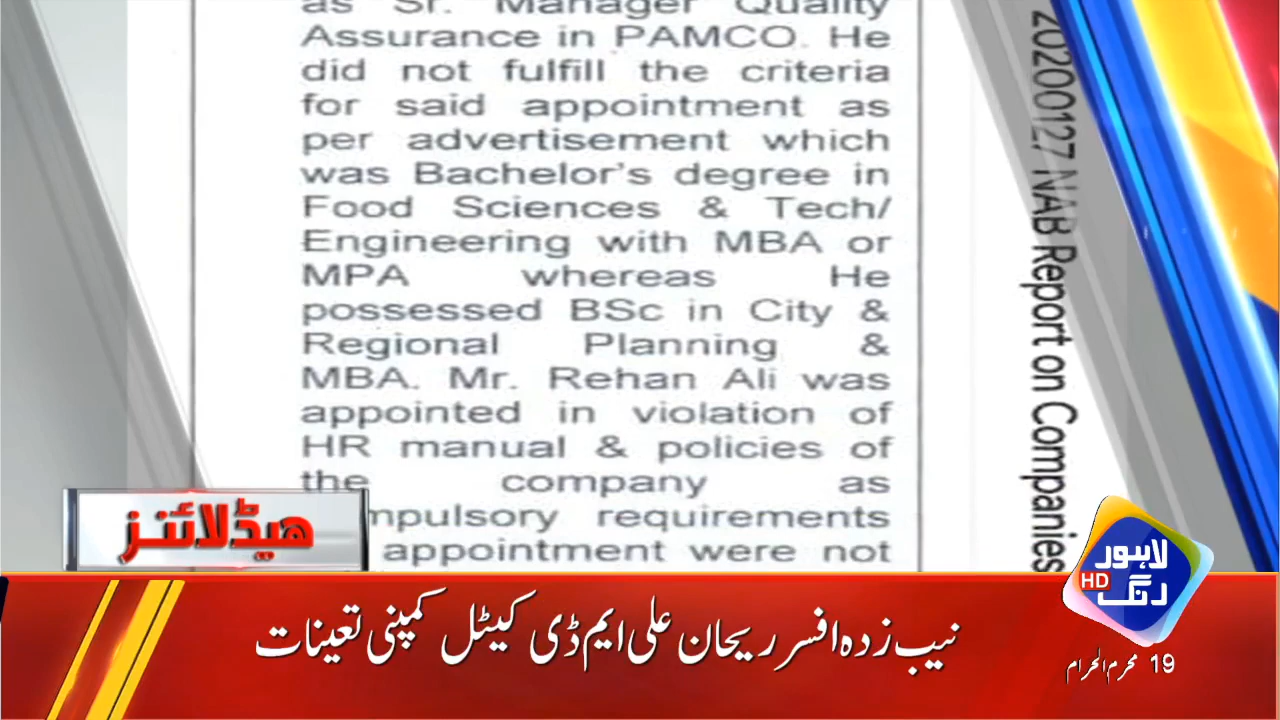 as Sr. Manager Quality
Assurance in PAMCO. He
did not fulfill the criteria
for said appointment as
per advertisement which
was Bachelor's degree in
Food Sciences & Tech/
Engineering with MBA or
MPA whereas He
possessed BSc in City &
Regional Planning &
MBA. Mr. Rehan Ali was
appointed in violation of
HR manual & policies of
the company as
mpulsory requirements
appointment were not
20200127 NAB Report on Companies
ہیڈلائنز
نیب زدہ افسر ریحان علی ایم ڈی کیٹل کمپنی تعینات
لاہور
رنگ HD
19 محرم الحرام